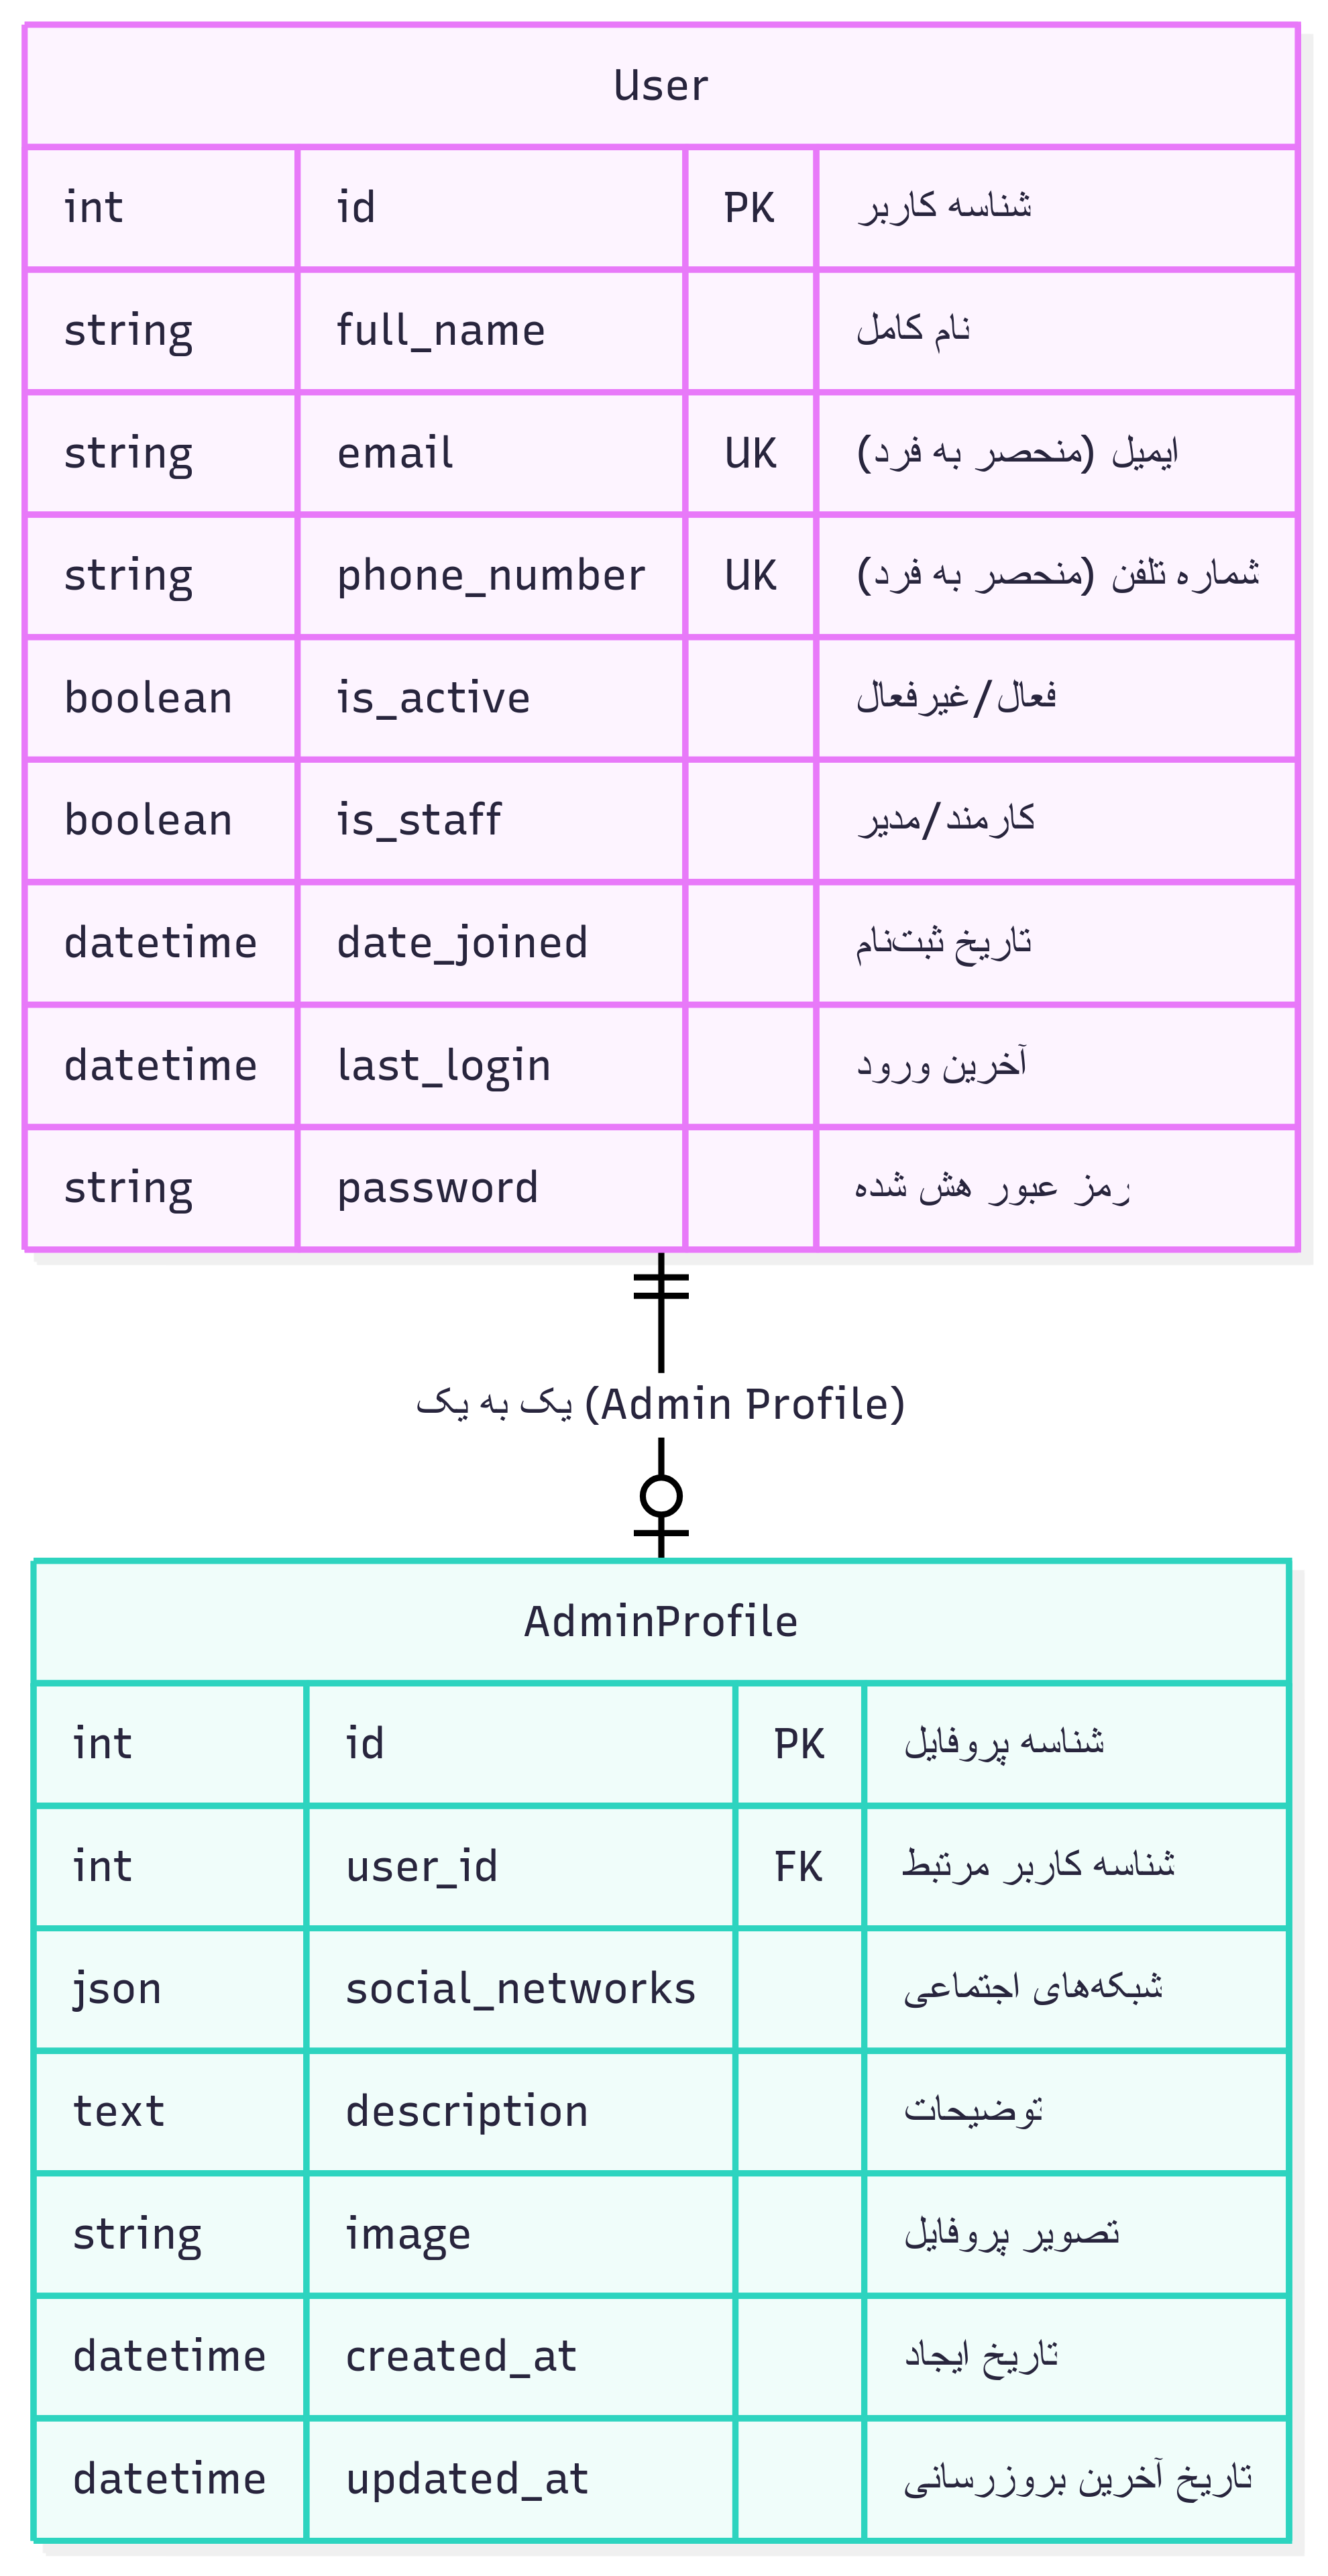 User
int id PK شناسه کاربر
string full_name نام کامل
string email UK ایمیل (منحصر به فرد)
string phone_number UK شماره تلفن (منحصر به فرد)
boolean is_active فعال/غیرفعال
boolean is_staff کارمند/مدیر
datetime date_joined تاریخ ثبت‌نام
datetime last_login آخرین ورود
string password رمز عبور هش شده
یک به یک (Admin Profile)
AdminProfile
int id PK شناسه پروفایل
int user_id FK شناسه کاربر مرتبط
json social_networks شبکه‌های اجتماعی
text description توضیحات
string image تصویر پروفایل
datetime created_at تاریخ ایجاد
datetime updated_at تاریخ آخرین بروزرسانی